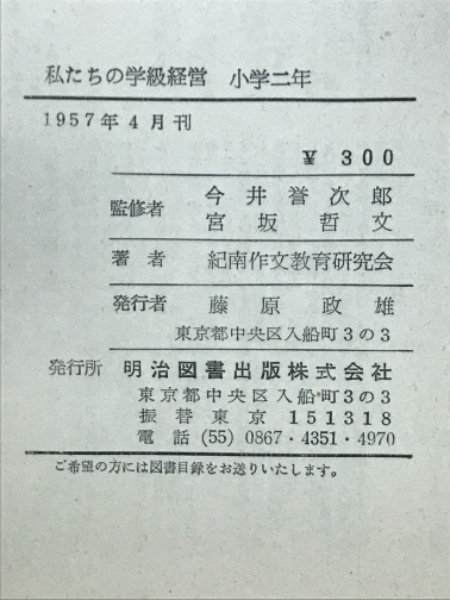 私たちの学級経営 小学二年
1957年4月刊
¥ 300
監修者 今井誉次郎
宮坂哲文
著者 紀南作文教育研究会
発行者 藤原政雄
東京都中央区入船町3の3
発行所 明治図書出版株式会社
東京都中央区入船町3の3
振替東京 151318
電話 (55) 0867・4351・4970
ご希望の方には図書目録をお送りいたします。